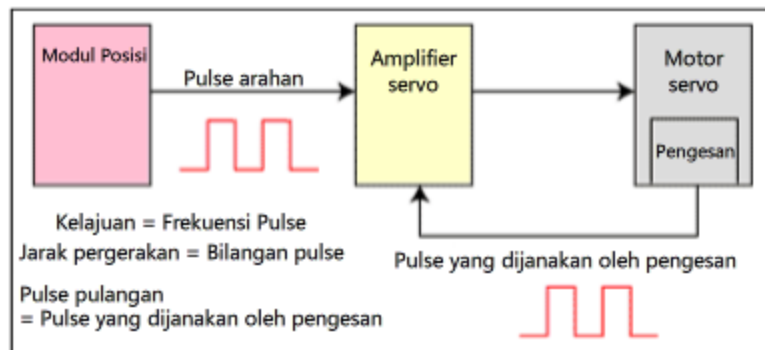 Modul Posisi
Pulse arahan
Amplifier
servo
Motor
servo
Pengesan
Kelajuan = Frekuensi Pulse
Jarak pergerakan = Bilangan pulse
Pulse yang dijanakan oleh pengesan
Pulse pulangan
= Pulse yang dijanakan oleh pengesan